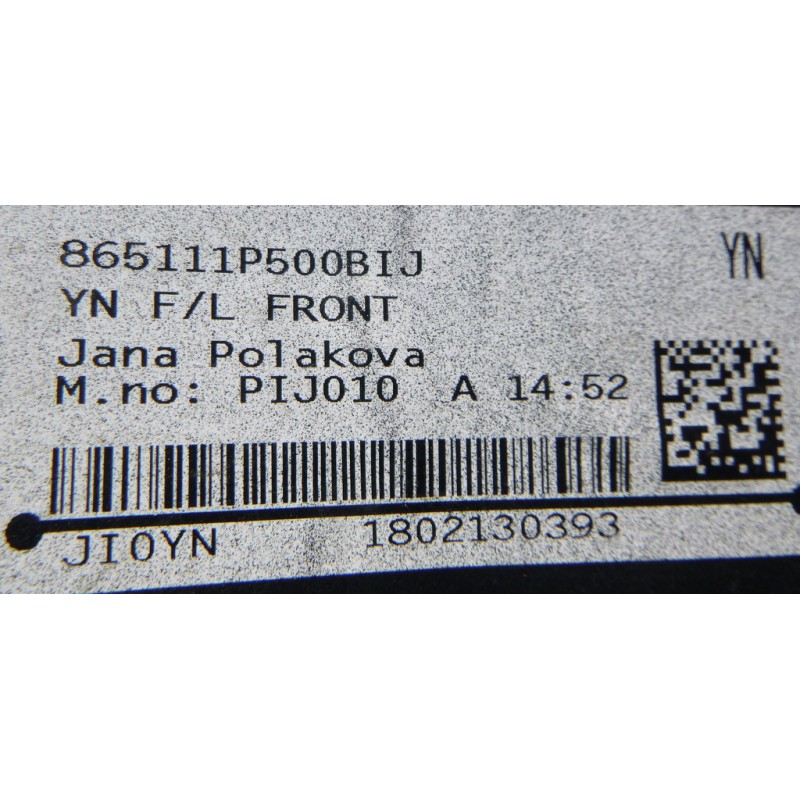 865111P500BIJ YN
YN F/L FRONT
Jana Polakova
M.no: PIJ010 A 14:52
JI0YN 1802130393